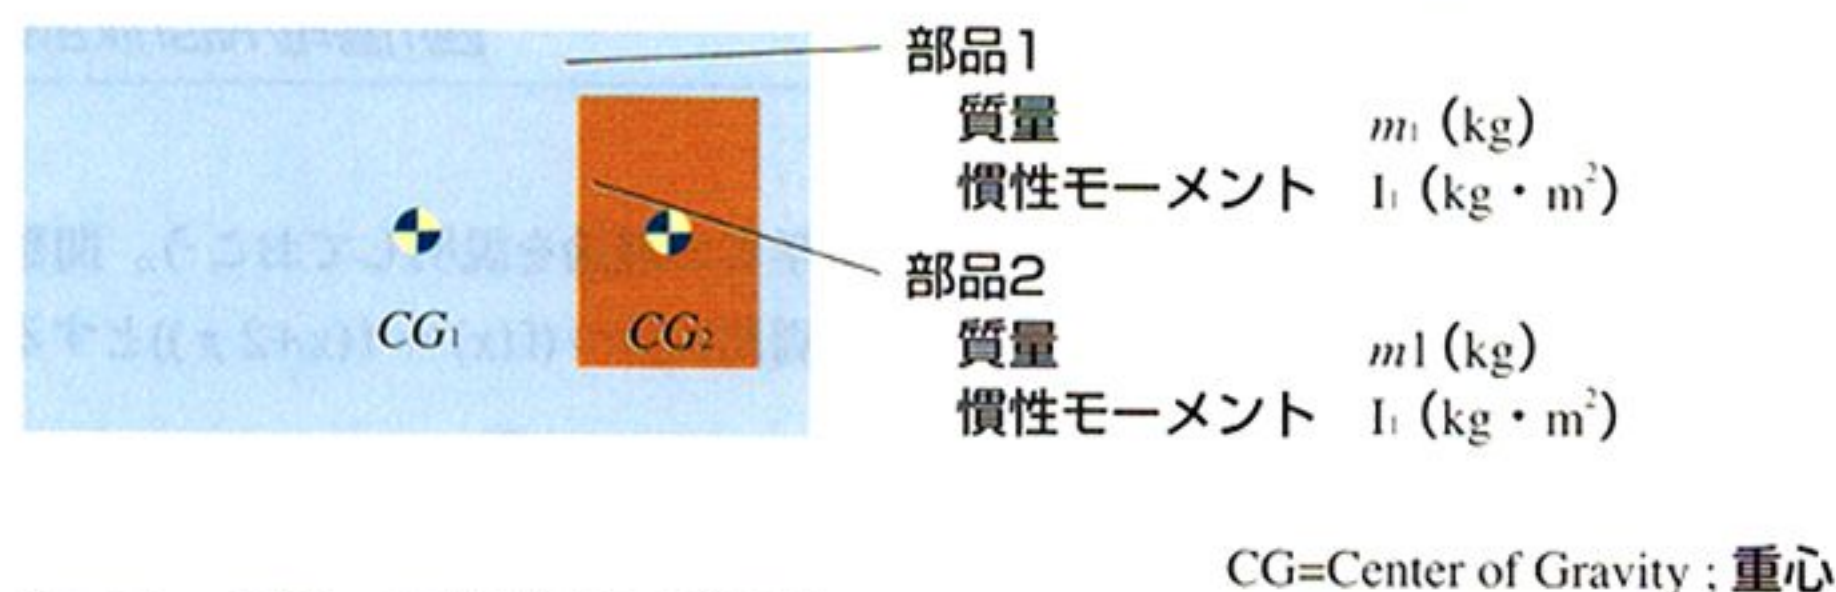 部品1
質量 m₁ (kg)
慣性モーメント I₁ (kg・m²)
部品2
質量 m1 (kg)
慣性モーメント I₁ (kg・m²)
CG₁
CG₂
CG=Center of Gravity ; 重心